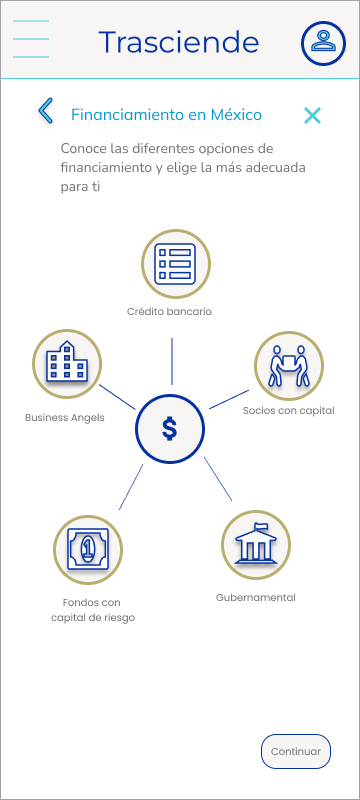 Trasciende
Financiamiento en México
Conoce las diferentes opciones de
financiamiento y elige la más adecuada
para ti
Crédito bancario
Business Angels
Socios con capital
$
Fondos con
capital de riesgo
1
Gubernamental
Continuar